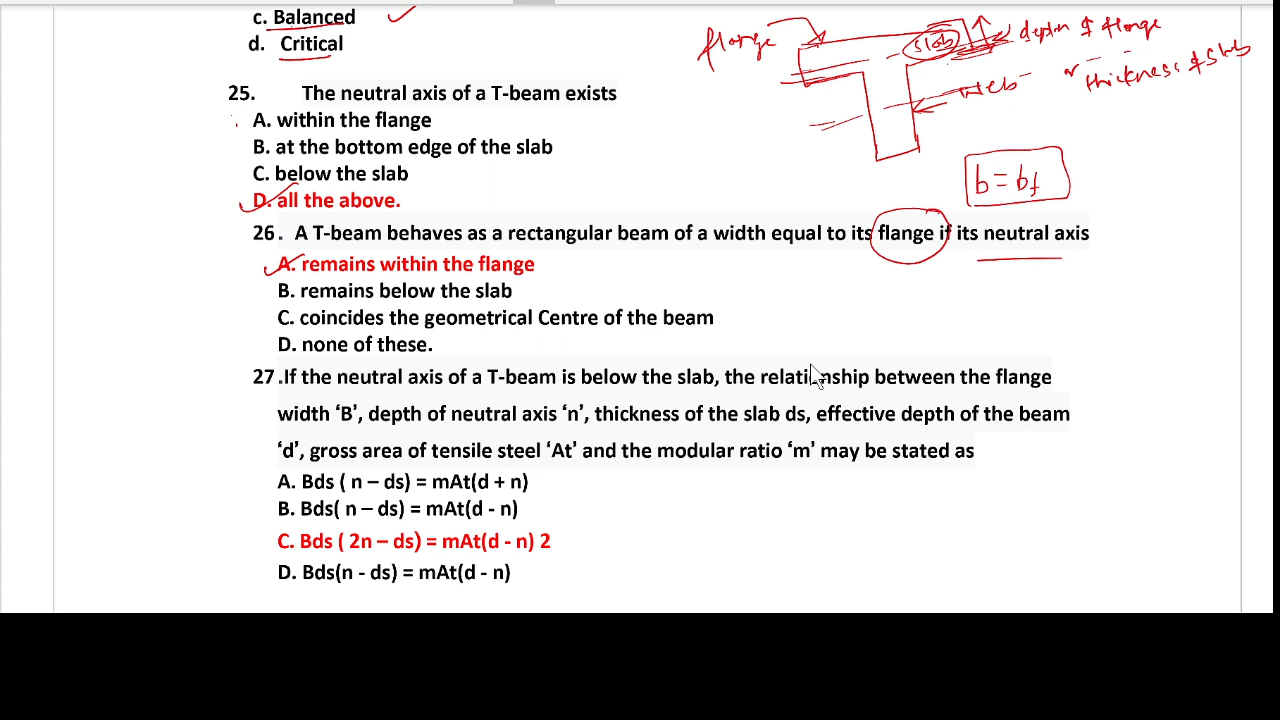 c. Balanced
d. Critical
flange
slab
depth of flange
or thickness of slab
web
25. The neutral axis of a T-beam exists
A. within the flange
B. at the bottom edge of the slab
C. below the slab
D. all the above.
b = bf
26. A T-beam behaves as a rectangular beam of a width equal to its flange if its neutral axis
A. remains within the flange
B. remains below the slab
C. coincides the geometrical Centre of the beam
D. none of these.
27.If the neutral axis of a T-beam is below the slab, the relationship between the flange
width ‘B’, depth of neutral axis ‘n’, thickness of the slab ds, effective depth of the beam
‘d’, gross area of tensile steel ‘At’ and the modular ratio ‘m’ may be stated as
A. Bds ( n – ds) = mAt(d + n)
B. Bds( n – ds) = mAt(d - n)
C. Bds ( 2n – ds) = mAt(d - n) 2
D. Bds(n - ds) = mAt(d - n)